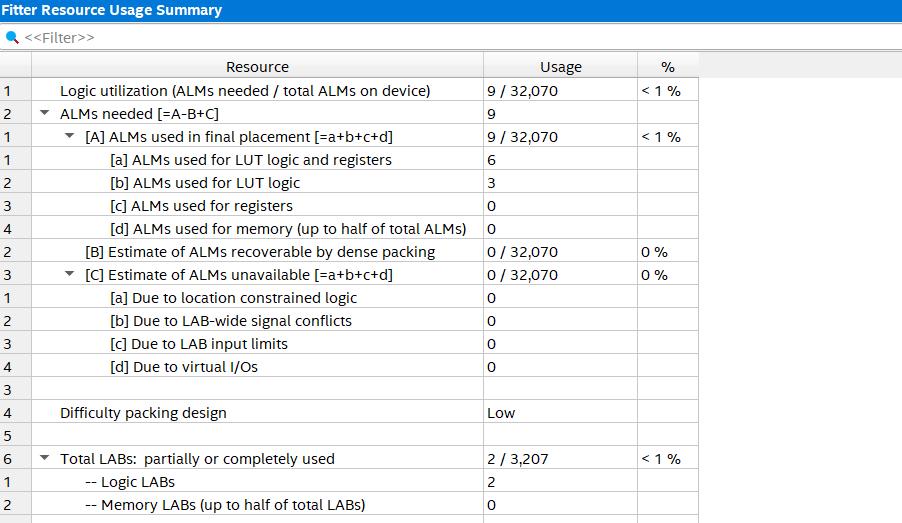 Fitter Resource Usage Summary
<<Filter>>
Resource Usage %
1 Logic utilization (ALMs needed / total ALMs on device) 9 / 32,070 < 1 %
2 ALMs needed [=A-B+C] 9
1 [A] ALMs used in final placement [=a+b+c+d] 9 / 32,070 < 1 %
1 [a] ALMs used for LUT logic and registers 6
2 [b] ALMs used for LUT logic 3
3 [c] ALMs used for registers 0
4 [d] ALMs used for memory (up to half of total ALMs) 0
2 [B] Estimate of ALMs recoverable by dense packing 0 / 32,070 0 %
3 [C] Estimate of ALMs unavailable [=a+b+c+d] 0 / 32,070 0 %
1 [a] Due to location constrained logic 0
2 [b] Due to LAB-wide signal conflicts 0
3 [c] Due to LAB input limits 0
4 [d] Due to virtual I/Os 0
3
4 Difficulty packing design Low
5
6 Total LABs: partially or completely used 2 / 3,207 < 1 %
1 -- Logic LABs 2
2 -- Memory LABs (up to half of total LABs) 0